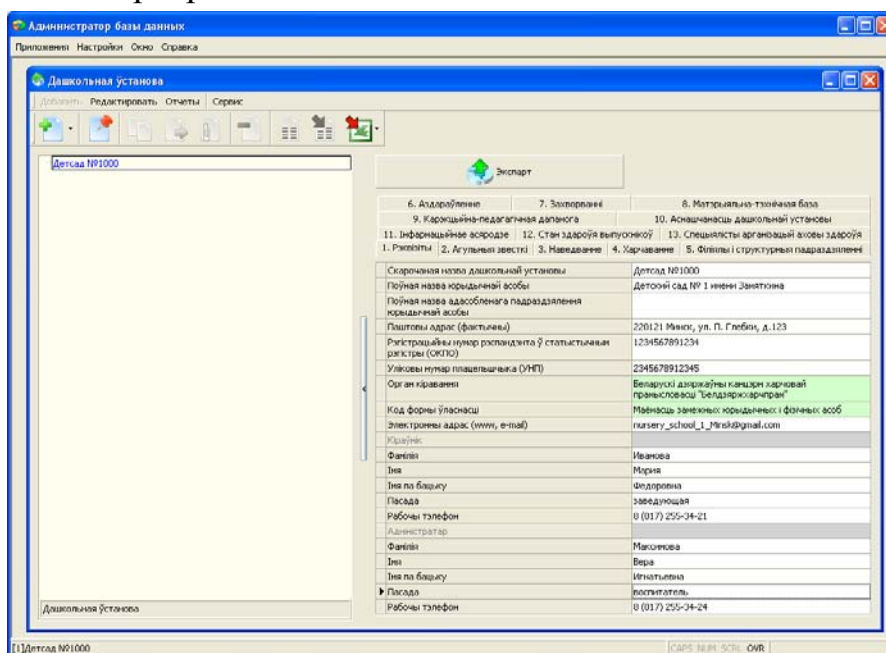 Администратор базы данных
Приложения Настройки Окно Справка
Дашкольная ўстанова
Добавить Редактировать Отчеты Сервис
Детсад №1000
Экспорт
6. Аздараўленне 7. Захворванні 8. Матэрыяльна-тэхнічная база
9. Карэкцыйна-педагагічная дапамога 10. Аснашчанасць дашкольнай установы
11. Інфармацыйнае асяроддзе 12. Стан здароўя выпускнікоў 13. Спецыялісты арганізацый аховы здароўя
1. Рэквізіты 2. Агульныя звесткі 3. Наведванне 4. Харчаванне 5. Філіялы і структурныя падраздзяленні
Скарочаная назва дашкольнай установы Детсад №1000
Поўная назва юрыдычнай асобы Детский сад № 1 имени Заняткина
Поўная назва адасобленага падраздзялення
юрыдычнай асобы
Паштовы адрас (фактычны) 220121 Минск, ул. П. Глебки, д.123
Рэгістрацыйны нумар рэспандэнта ў статыстычным
рэгістры (ОКПО) 1234567891234
Уліковы нумар плацельшчыка (УНП) 2345678912345
Орган кіравання Беларускі дзяржаўны канцэрн харчовай
прамысловасці "Белдзяржхарчпрам"
Код формы ўласнасці Маёмасць замежных юрыдычных і фізічных асоб
Электронны адрас (www, e-mail) nursery_school_1_Minsk@gmail.com
Кіраўнік
Фамілія Иванова
Імя Мария
Імя па бацьку Федоровна
Пасада заведующая
Рабочы тэлефон 8 (017) 255-34-21
Адміністратар
Фамілія Максимова
Імя Вера
Імя па бацьку Игнатьевна
Пасада воспитатель
Рабочы тэлефон 8 (017) 255-34-24
Дашкольная ўстанова
[1]Детсад №1000 CAPS NUM SCRL OVR